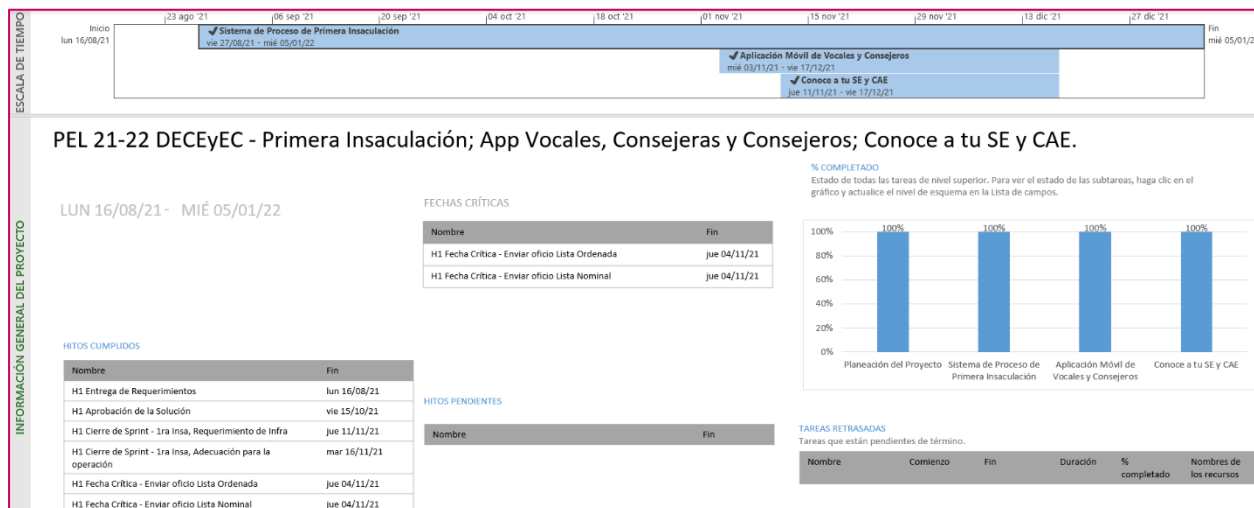 ESCALA DE TIEMPO
23 ago '21 06 sep '21 20 sep '21 04 oct '21 18 oct '21 01 nov '21 15 nov '21 29 nov '21 13 dic '21 27 dic '21
Inicio
lun 16/08/21
Sistema de Proceso de Primera Insaculación
vie 27/08/21 - mié 05/01/22
Fin
mié 05/01/2
Aplicación Móvil de Vocales y Consejeros
mié 03/11/21 - vie 17/12/21
Conoce a tu SE y CAE
jue 11/11/21 - vie 17/12/21
INFORMACIÓN GENERAL DEL PROYECTO
PEL 21-22 DECEyEC - Primera Insaculación; App Vocales, Consejeras y Consejeros; Conoce a tu SE y CAE.
LUN 16/08/21 - MIÉ 05/01/22
FECHAS CRÍTICAS
Nombre Fin
H1 Fecha Crítica - Enviar oficio Lista Ordenada jue 04/11/21
H1 Fecha Crítica - Enviar oficio Lista Nominal jue 04/11/21
% COMPLETADO
Estado de todas las tareas de nivel superior. Para ver el estado de las subtareas, haga clic en el
gráfico y actualice el nivel de esquema en la Lista de campos.
100% 100% 100% 100%
100%
80%
60%
40%
20%
0%
Planeación del Proyecto Sistema de Proceso de Aplicación Móvil de Conoce a tu SE y CAE
Primera Insaculación Vocales y Consejeros
HITOS CUMPLIDOS
Nombre Fin
H1 Entrega de Requerimientos lun 16/08/21
H1 Aprobación de la Solución vie 15/10/21
H1 Cierre de Sprint - 1ra Insa, Requerimiento de Infra jue 11/11/21
H1 Cierre de Sprint - 1ra Insa, Adecuación para la mar 16/11/21
operación
H1 Fecha Crítica - Enviar oficio Lista Ordenada jue 04/11/21
H1 Fecha Crítica - Enviar oficio Lista Nominal jue 04/11/21
HITOS PENDIENTES
Nombre Fin
TAREAS RETRASADAS
Tareas que están pendientes de término.
Nombre Comienzo Fin Duración % Nombres de
completado los recursos